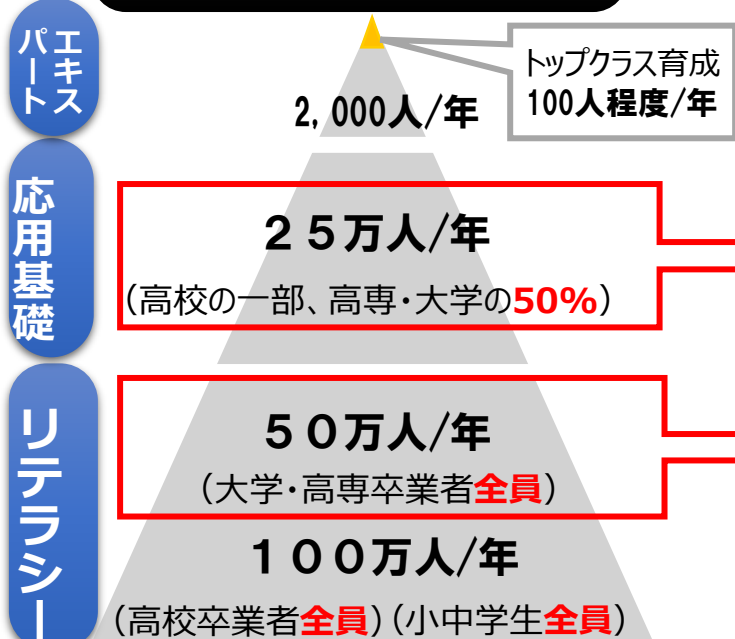 エキスパート
トップクラス育成
100人程度/年
2,000人/年
応用基礎
２５万人/年
(高校の一部、高専・大学の50%)
リテラシー
５０万人/年
(大学・高専卒業者全員)
１００万人/年
(高校卒業者全員)(小中学生全員)